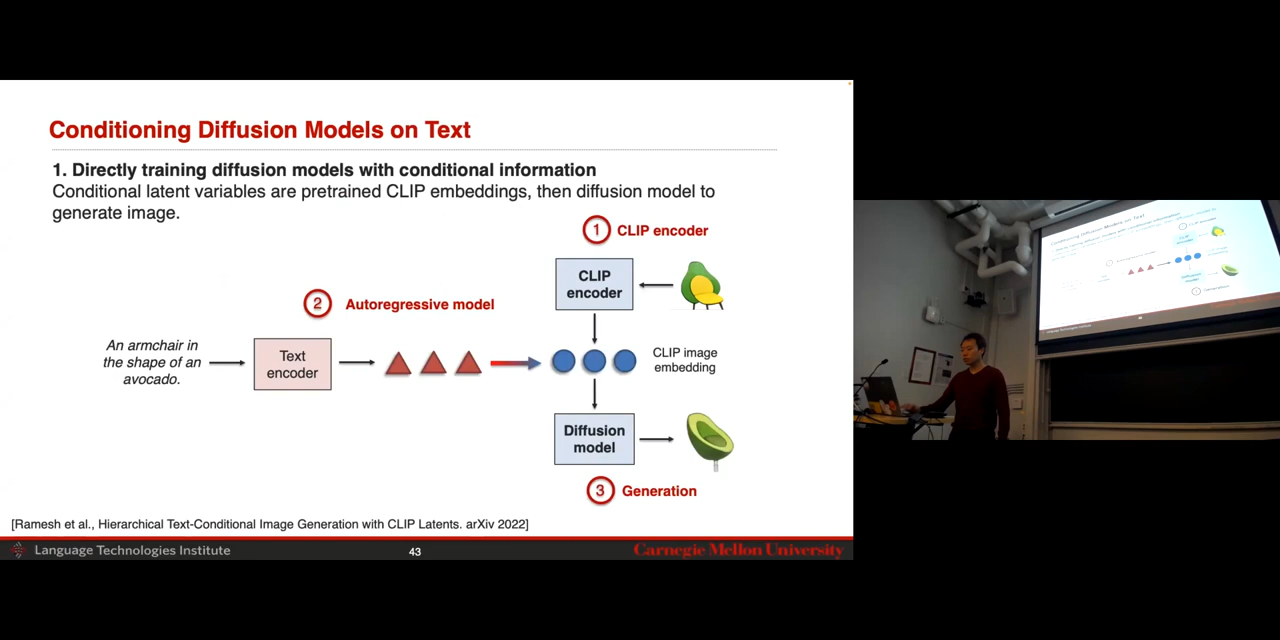 Conditioning Diffusion Models on Text
1. Directly training diffusion models with conditional information
Conditional latent variables are pretrained CLIP embeddings, then diffusion model to
generate image.
1 CLIP encoder
CLIP
encoder
2 Autoregressive model
An armchair in
the shape of an
avocado.
Text
encoder
CLIP image
embedding
Diffusion
model
3 Generation
[Ramesh et al., Hierarchical Text-Conditional Image Generation with CLIP Latents. arXiv 2022]
Language Technologies Institute
43
Carnegie Mellon University